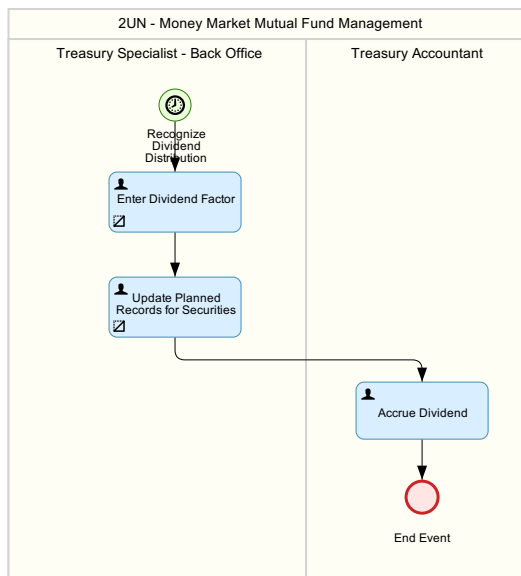 2UN - Money Market Mutual Fund Management
Treasury Specialist - Back Office
Treasury Accountant
Recognize
Dividend
Distribution
Enter Dividend Factor
Update Planned
Records for Securities
Accrue Dividend
End Event